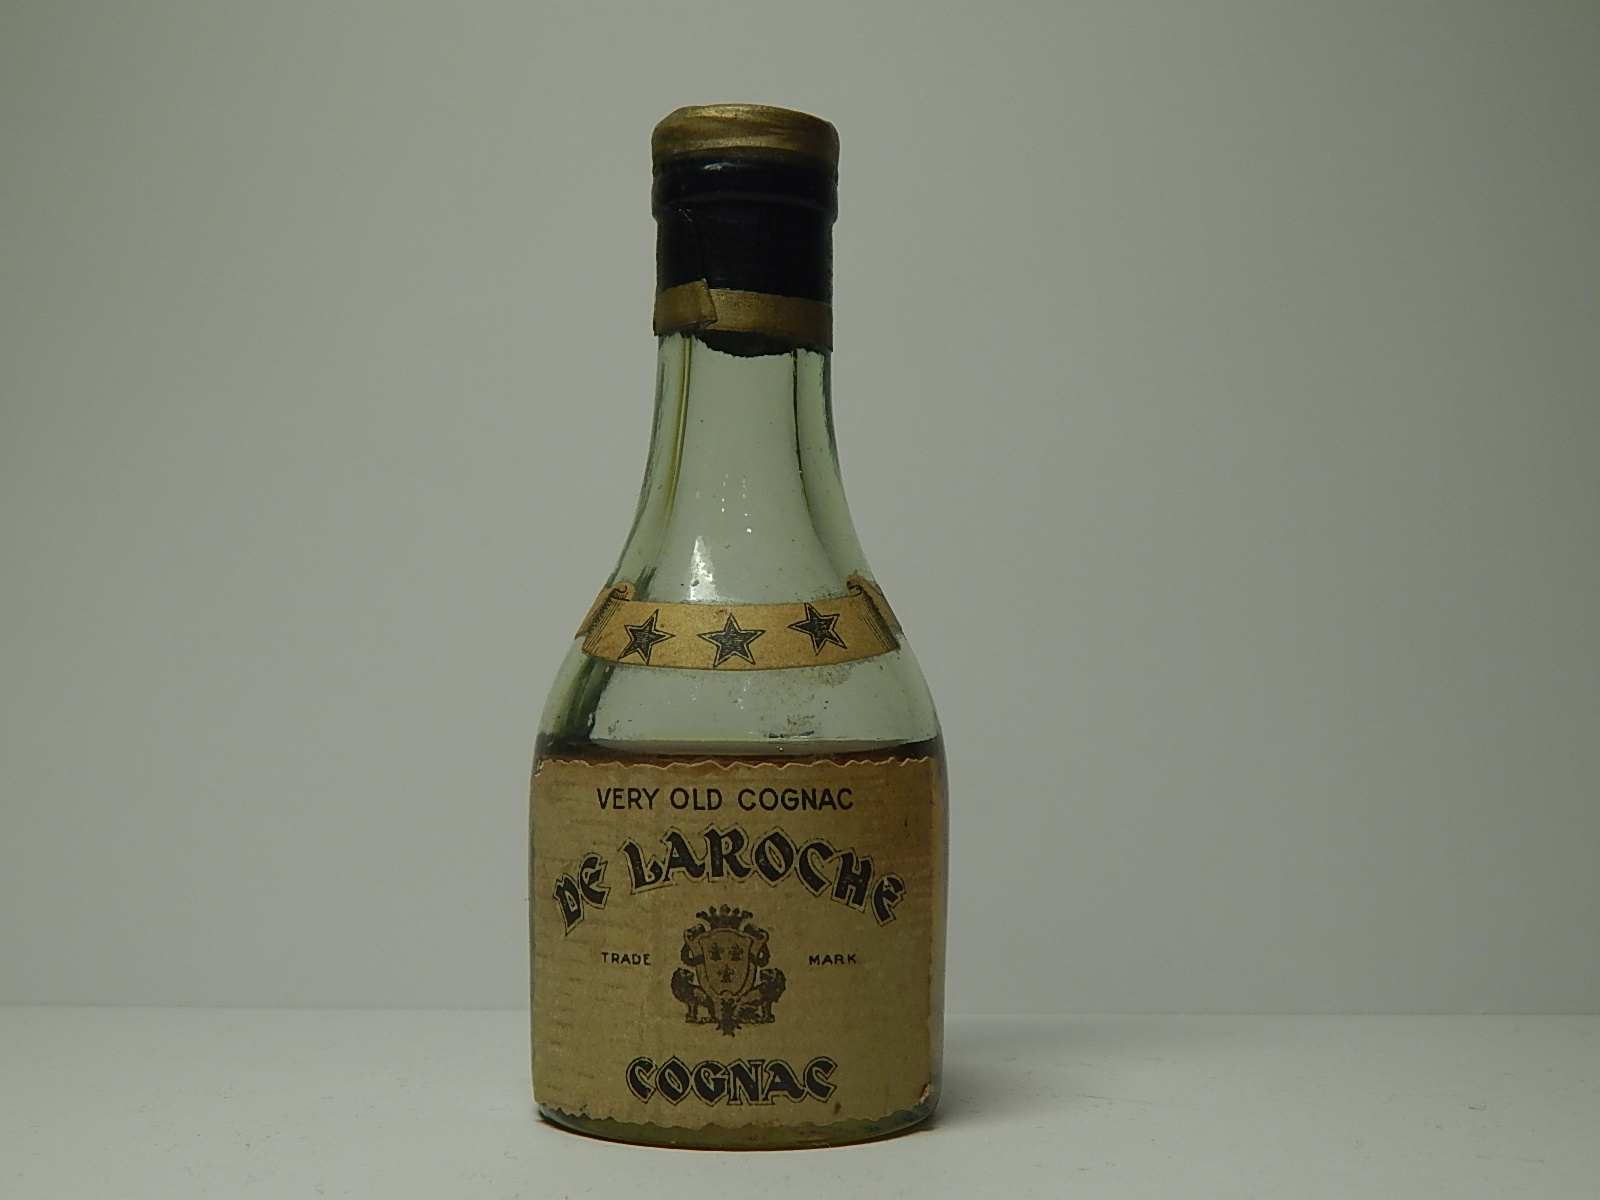 VERY OLD COGNAC
DE LAROCHE
TRADE MARK
COGNAC